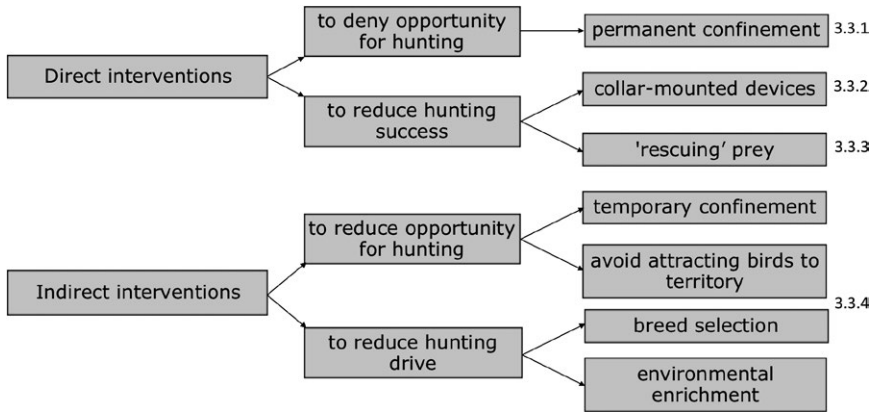 to deny opportunity
for hunting
permanent confinement
3.3.1
Direct interventions
collar-mounted devices
3.3.2
to reduce hunting
success
'rescuing’ prey
3.3.3
temporary confinement
to reduce opportunity
for hunting
avoid attracting birds to
territory
Indirect interventions
3.3.4
breed selection
to reduce hunting
drive
environmental
enrichment